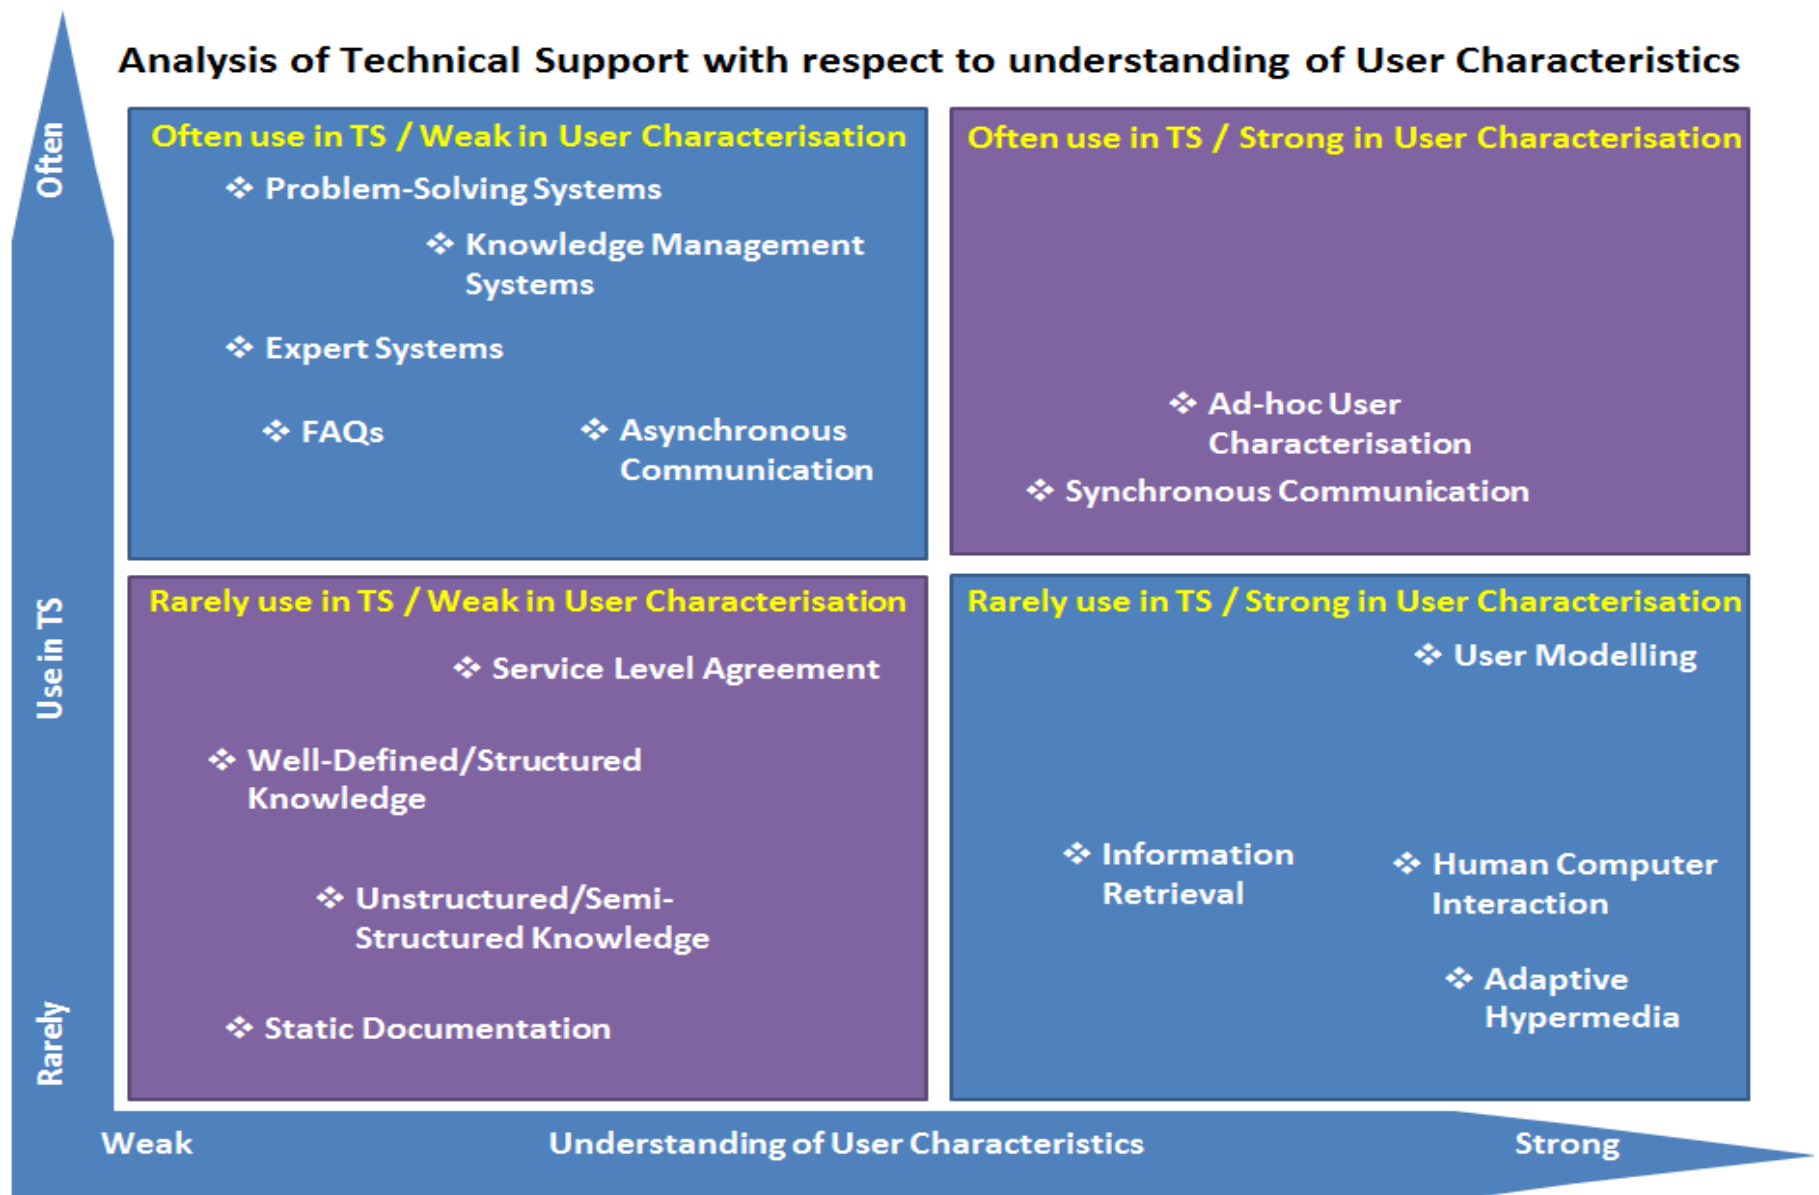 Analysis of Technical Support with respect to understanding of User Characteristics
Often
Use in TS
Rarely
Often use in TS / Weak in User Characterisation
❖ Problem-Solving Systems
❖ Knowledge Management
Systems
❖ Expert Systems
❖ FAQs
❖ Asynchronous
Communication
Often use in TS / Strong in User Characterisation
❖ Ad-hoc User
Characterisation
❖ Synchronous Communication
Rarely use in TS / Weak in User Characterisation
❖ Service Level Agreement
❖ Well-Defined/Structured
Knowledge
❖ Unstructured/Semi-
Structured Knowledge
❖ Static Documentation
Rarely use in TS / Strong in User Characterisation
❖ User Modelling
❖ Information
Retrieval
❖ Human Computer
Interaction
❖ Adaptive
Hypermedia
Weak
Understanding of User Characteristics
Strong